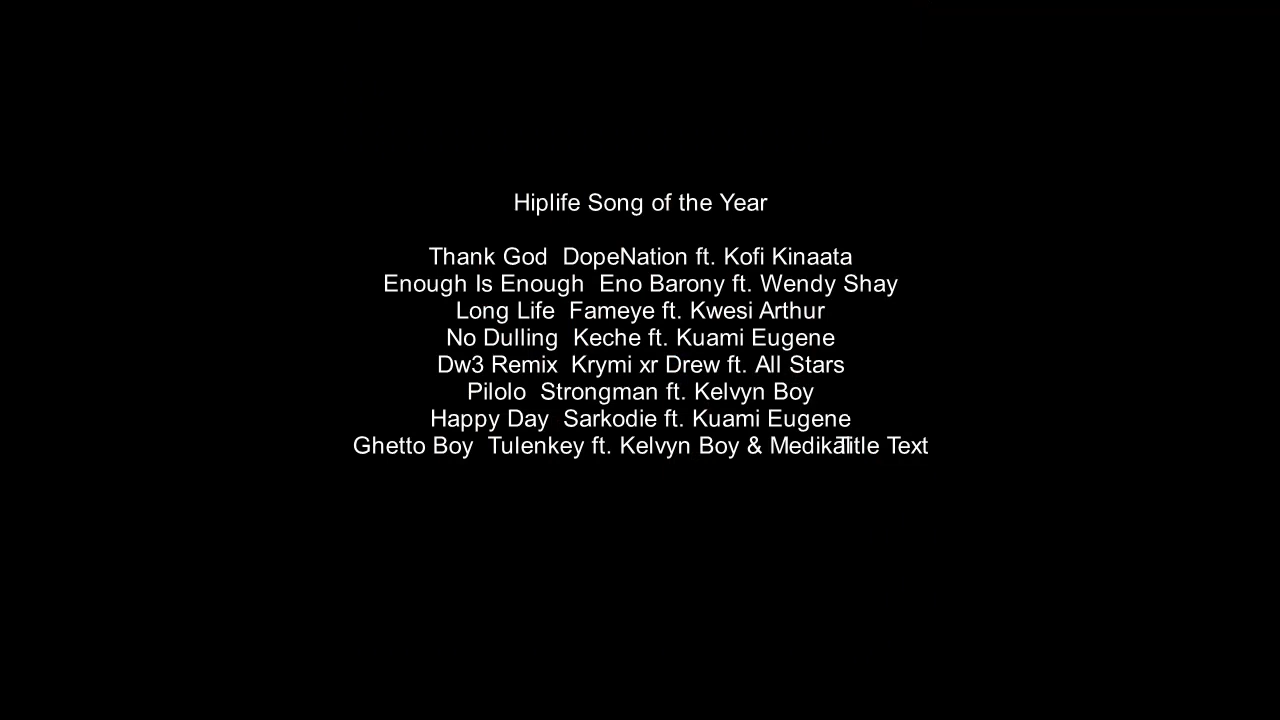 Hiplife Song of the Year
Thank God  DopeNation ft. Kofi Kinaata
Enough Is Enough  Eno Barony ft. Wendy Shay
Long Life  Fameye ft. Kwesi Arthur
No Dulling  Keche ft. Kuami Eugene
Dw3 Remix  Krymi xr Drew ft. All Stars
Pilolo  Strongman ft. Kelvyn Boy
Happy Day  Sarkodie ft. Kuami Eugene
Ghetto Boy  Tulenkey ft. Kelvyn Boy & Medikal Title Text